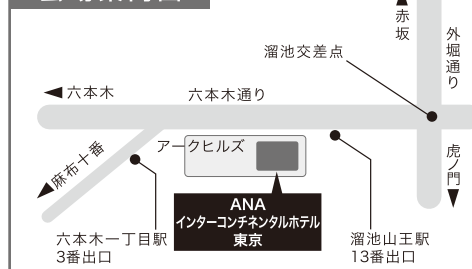 赤坂
外堀通り
溜池交差点
六本木
六本木通り
アークヒルズ
麻布十番
虎ノ門
ANA
インターコンチネンタルホテル
東京
六本木一丁目駅
3番出口
溜池山王駅
13番出口